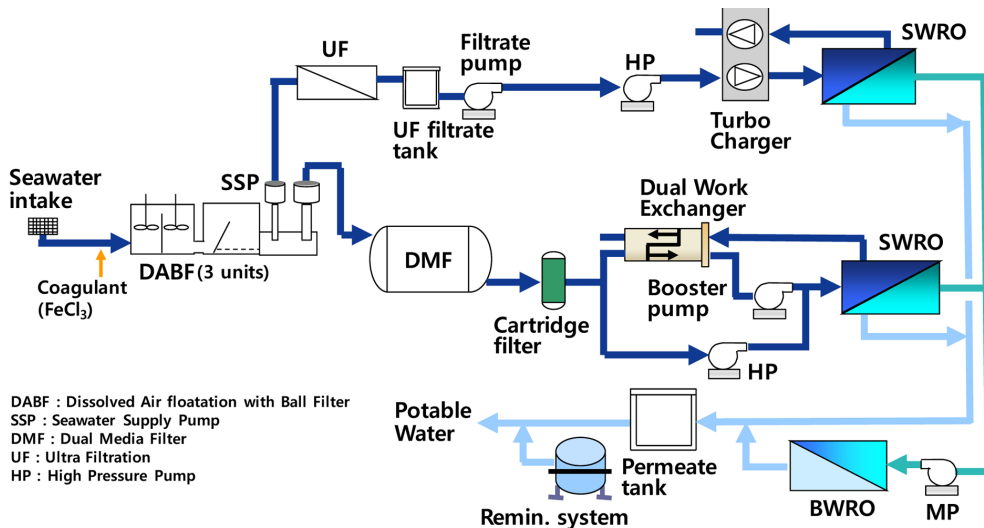 UF
Filtrate
pump
HP
SWRO
UF filtrate
tank
Turbo
Charger
SSP
Seawater
intake
DABF (3 units)
Coagulant
(FeCl₃)
DMF
Cartridge
filter
Dual Work
Exchanger
Booster
pump
SWRO
HP
DABF : Dissolved Air floatation with Ball Filter
SSP : Seawater Supply Pump
DMF : Dual Media Filter
UF : Ultra Filtration
HP : High Pressure Pump
Potable
Water
Permeate
tank
Remin. system
BWRO
MP